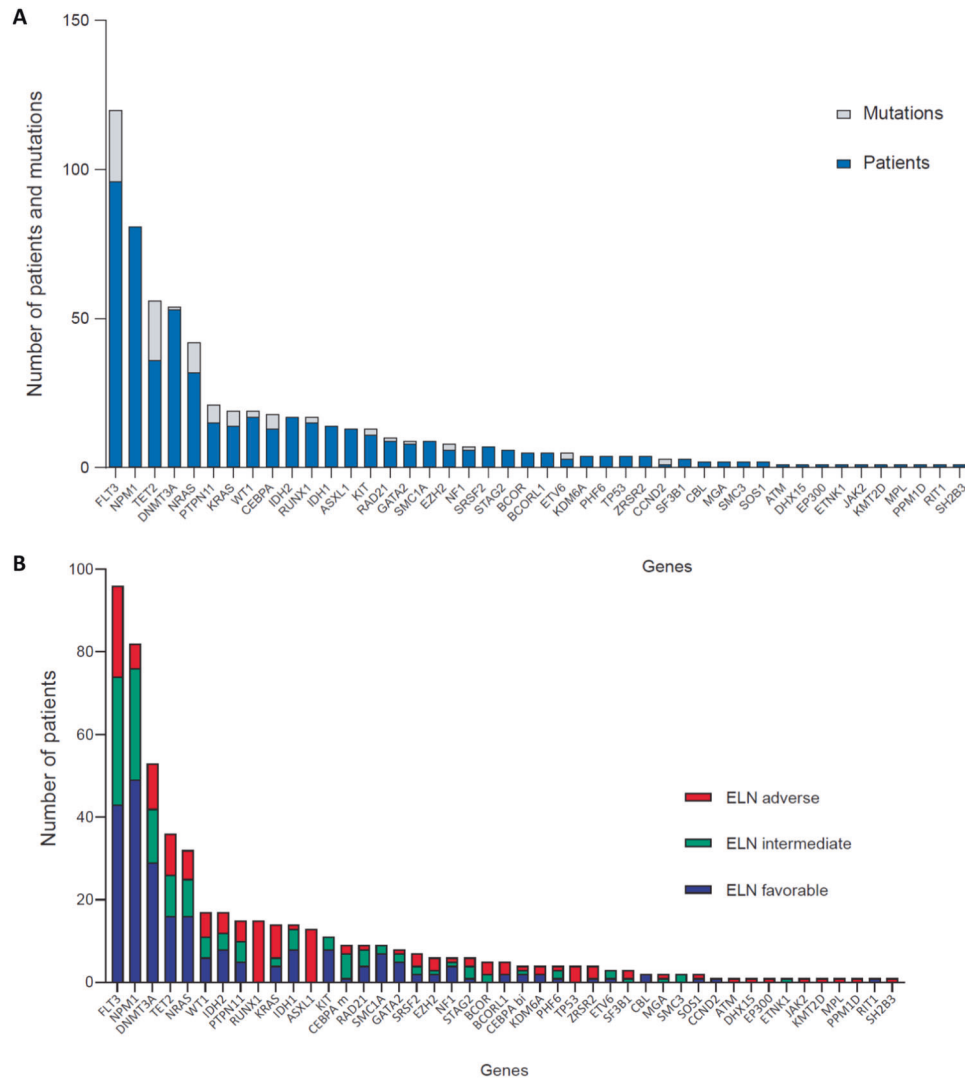 A
150
100
50
0
Number of patients and mutations
Mutations
Patients
FLT3
NPM1
TET2
DNMT3A
NRAS
PTPN11
KRAS
WT1
CEBPA
IDH2
RUNX1
IDH1
ASXL1
KIT
RAD21
GATA2
SMC1A
EZH2
NF1
SRSF2
STAG2
BCOR
BCORL1
ETV6
KDM6A
PHF6
TP53
ZRSR2
CCND2
SF3B1
CBL
MGA
SMC3
SOS1
ATM
DHX15
EP300
ETNK1
JAK2
KMT2D
MPL
PPM1D
RIT1
SH2B3
Genes
B
100
80
60
40
20
0
Number of patients
ELN adverse
ELN intermediate
ELN favorable
FLT3
NPM1
DNMT3A
TET2
NRAS
WT1
IDH2
PTPN11
RUNX1
KRAS
IDH1
ASXL1
KIT
CEBPA m
RAD21
SMC1A
GATA2
SRSF2
EZH2
NF1
STAG2
BCOR
BCORL1
CEBPA bi
KDM6A
PHF6
TP53
ZRSR2
ETV6
SF3B1
CBL
MGA
SMC3
SOS1
CCND2
ATM
DHX15
EP300
ETNK1
JAK2
KMT2D
MPL
PPM1D
RIT1
SH2B3
Genes